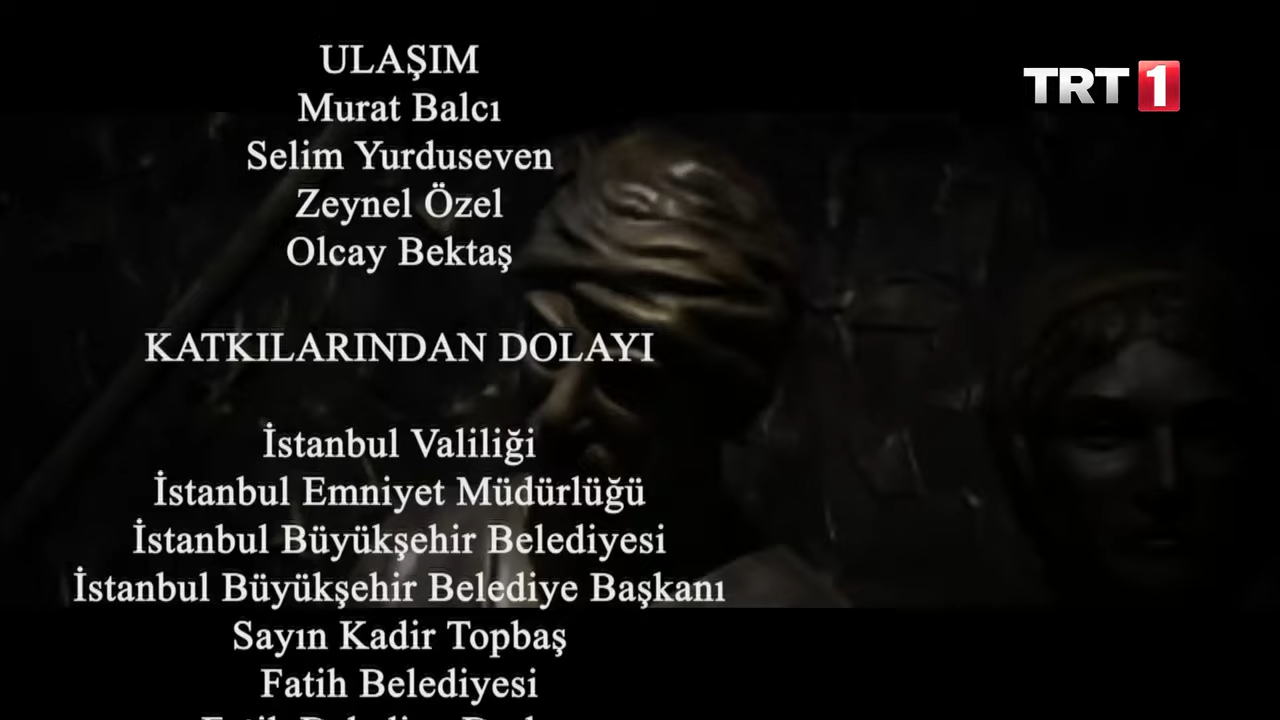 ULAŞIM
Murat Balcı
Selim Yurduseven
Zeynel Özel
Olcay Bektaş
KATKILARINDAN DOLAYI
İstanbul Valiliği
İstanbul Emniyet Müdürlüğü
İstanbul Büyükşehir Belediyesi
İstanbul Büyükşehir Belediye Başkanı
Sayın Kadir Topbaş
Fatih Belediyesi
TRT 1